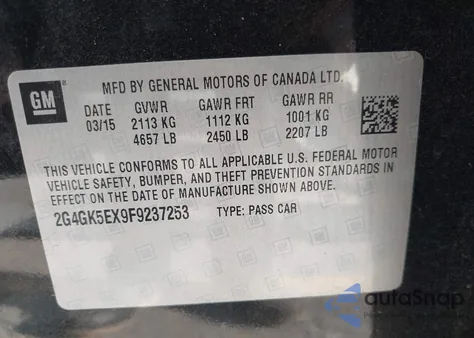 GM
MFD BY GENERAL MOTORS OF CANADA LTD.
DATE GVWR GAWR FRT GAWR RR
03/15 2113 KG 1112 KG 1001 KG
4657 LB 2450 LB 2207 LB
THIS VEHICLE CONFORMS TO ALL APPLICABLE U.S. FEDERAL MOTOR
VEHICLE SAFETY, BUMPER, AND THEFT PREVENTION STANDARDS IN
EFFECT ON THE DATE OF MANUFACTURE SHOWN ABOVE.
2G4GK5EX9F9237253 TYPE: PASS CAR
autoSnap